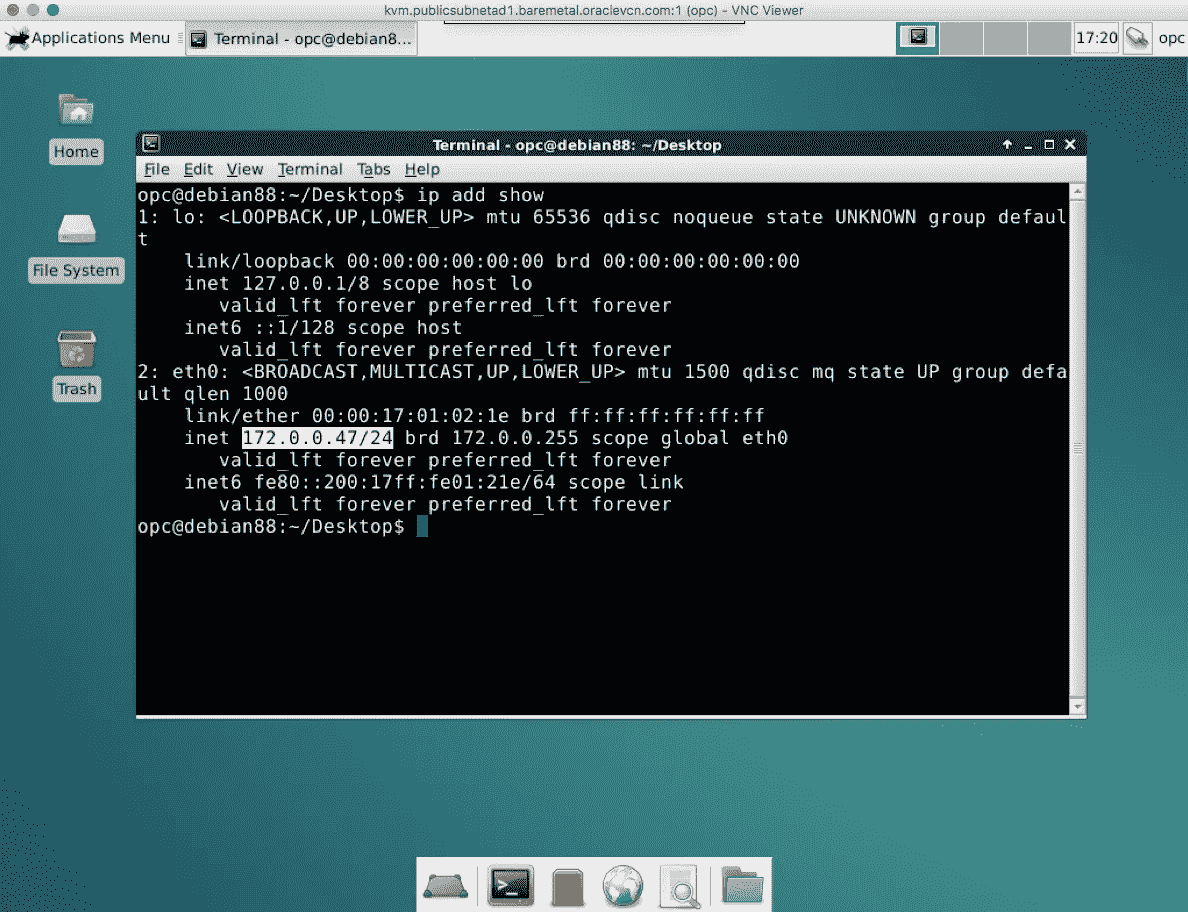 kvm.publicsubnetad1.baremetal.oraclevcn.com:1 (opc) - VNC Viewer
Applications Menu
Terminal - opc@debian8...
17:20
opc
Home
File System
Trash
Terminal - opc@debian88: ~/Desktop
File Edit View Terminal Tabs Help
opc@debian88:~/Desktop$ ip add show
1: lo: <LOOPBACK,UP,LOWER_UP> mtu 65536 qdisc noqueue state UNKNOWN group defaul
t
link/loopback 00:00:00:00:00:00 brd 00:00:00:00:00:00
inet 127.0.0.1/8 scope host lo
valid_lft forever preferred_lft forever
inet6 ::1/128 scope host
valid_lft forever preferred_lft forever
2: eth0: <BROADCAST,MULTICAST,UP,LOWER_UP> mtu 1500 qdisc mq state UP group defa
ult qlen 1000
link/ether 00:00:17:01:02:1e brd ff:ff:ff:ff:ff:ff
inet 172.0.0.47/24 brd 172.0.0.255 scope global eth0
valid_lft forever preferred_lft forever
inet6 fe80::200:17ff:fe01:21e/64 scope link
valid_lft forever preferred_lft forever
opc@debian88:~/Desktop$